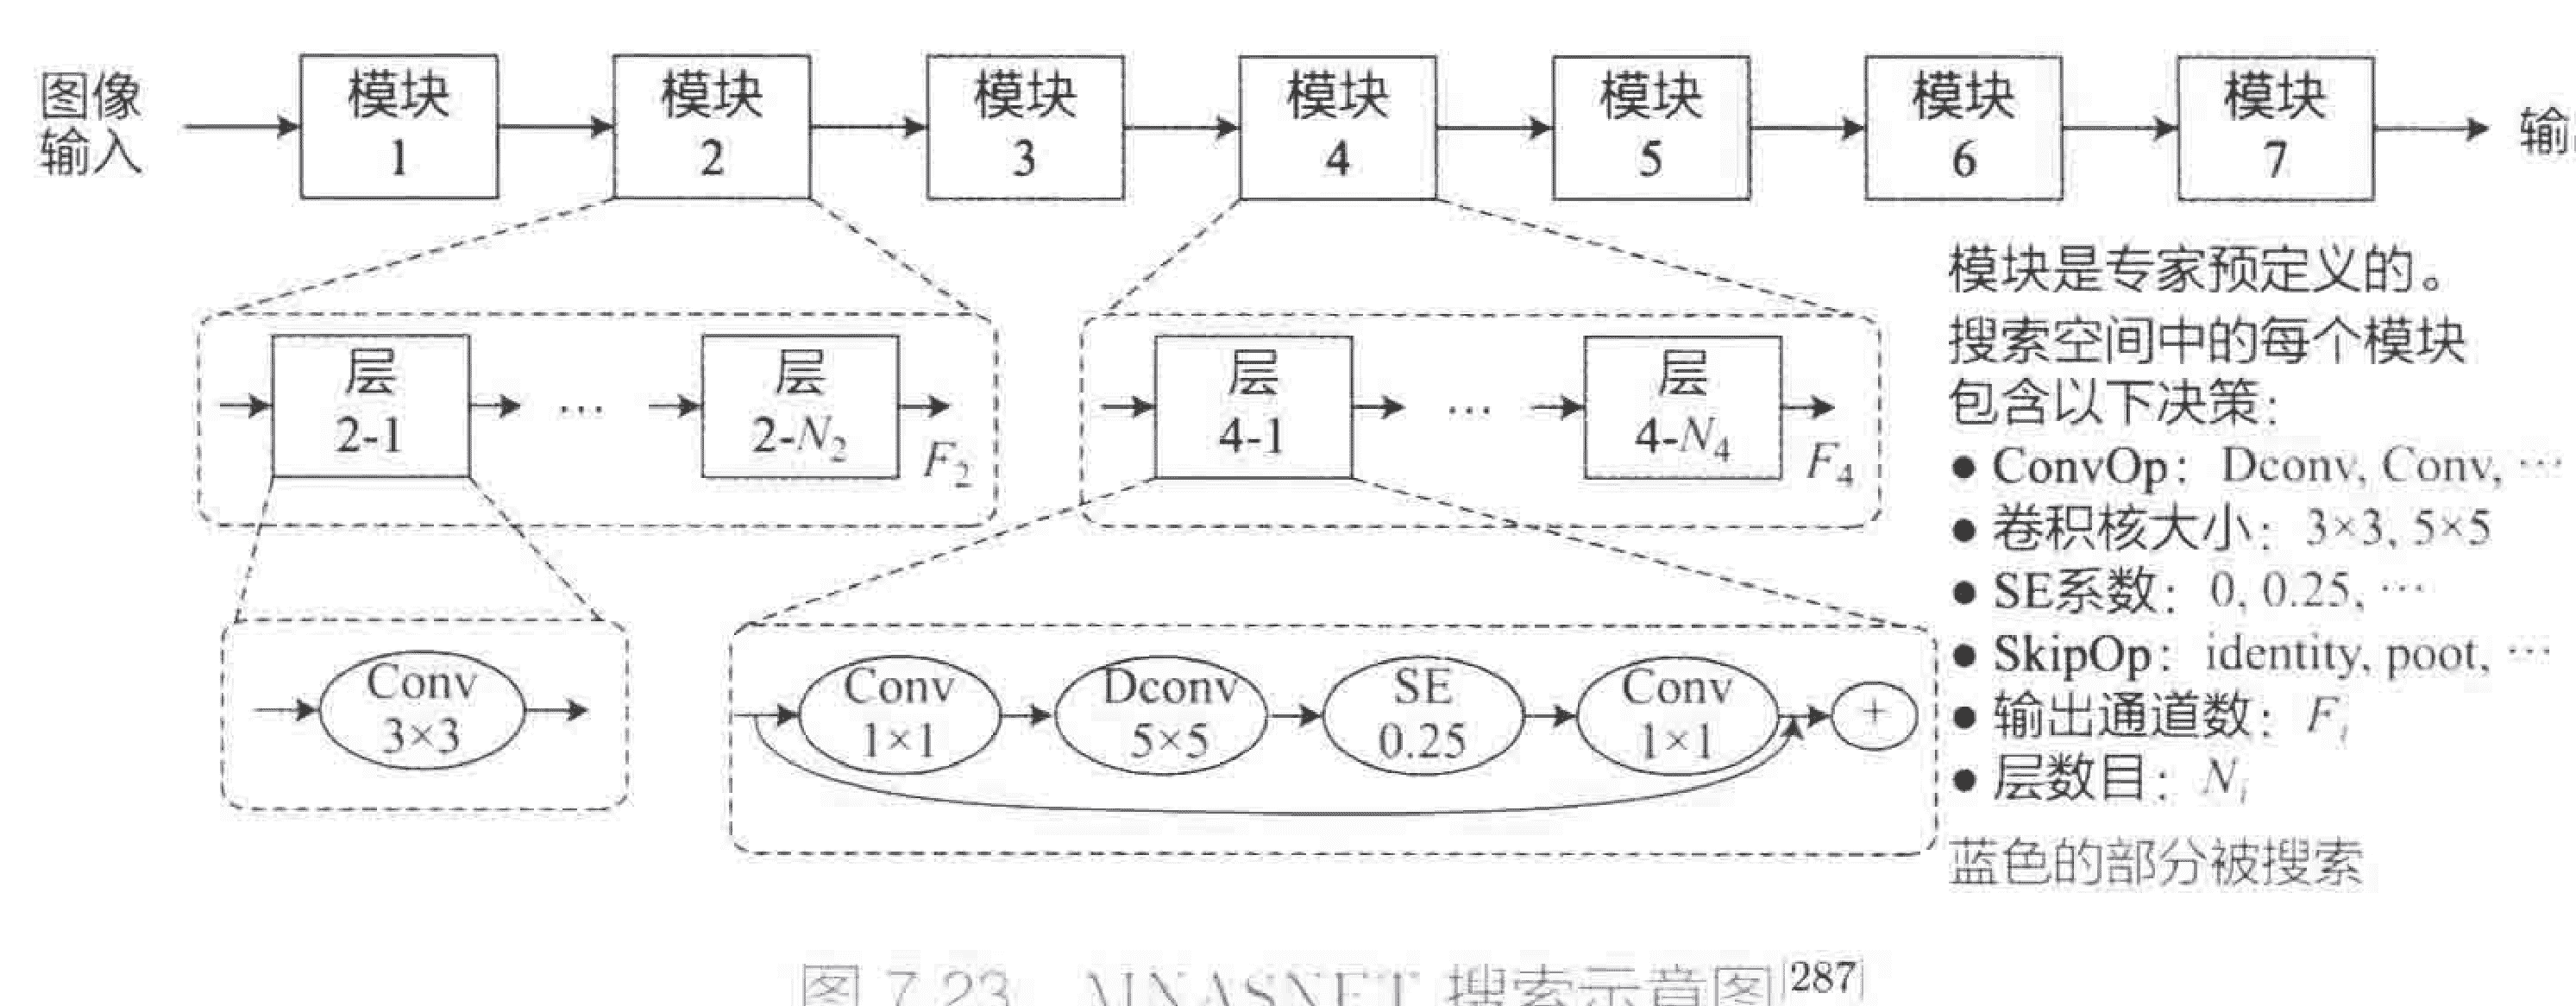 图像
输入
模块
1
模块
2
模块
3
模块
4
模块
5
模块
6
模块
7
输
层
2-1
...
层
2-N₂
F₂
层
4-1
...
层
4-N₄
F₄
Conv
3×3
Conv
1×1
Dconv
5×5
SE
0.25
Conv
1×1
+
模块是专家预定义的。
搜索空间中的每个模块
包含以下决策:
● ConvOp: Dconv, Conv, ···
● 卷积核大小: 3×3, 5×5
● SE系数: 0, 0.25, ···
● SkipOp: identity, poot, ···
● 输出通道数: Fᵢ
● 层数目: Nᵢ
蓝色的部分被搜索
图 7.23 MNASNET 搜索示意图[287]